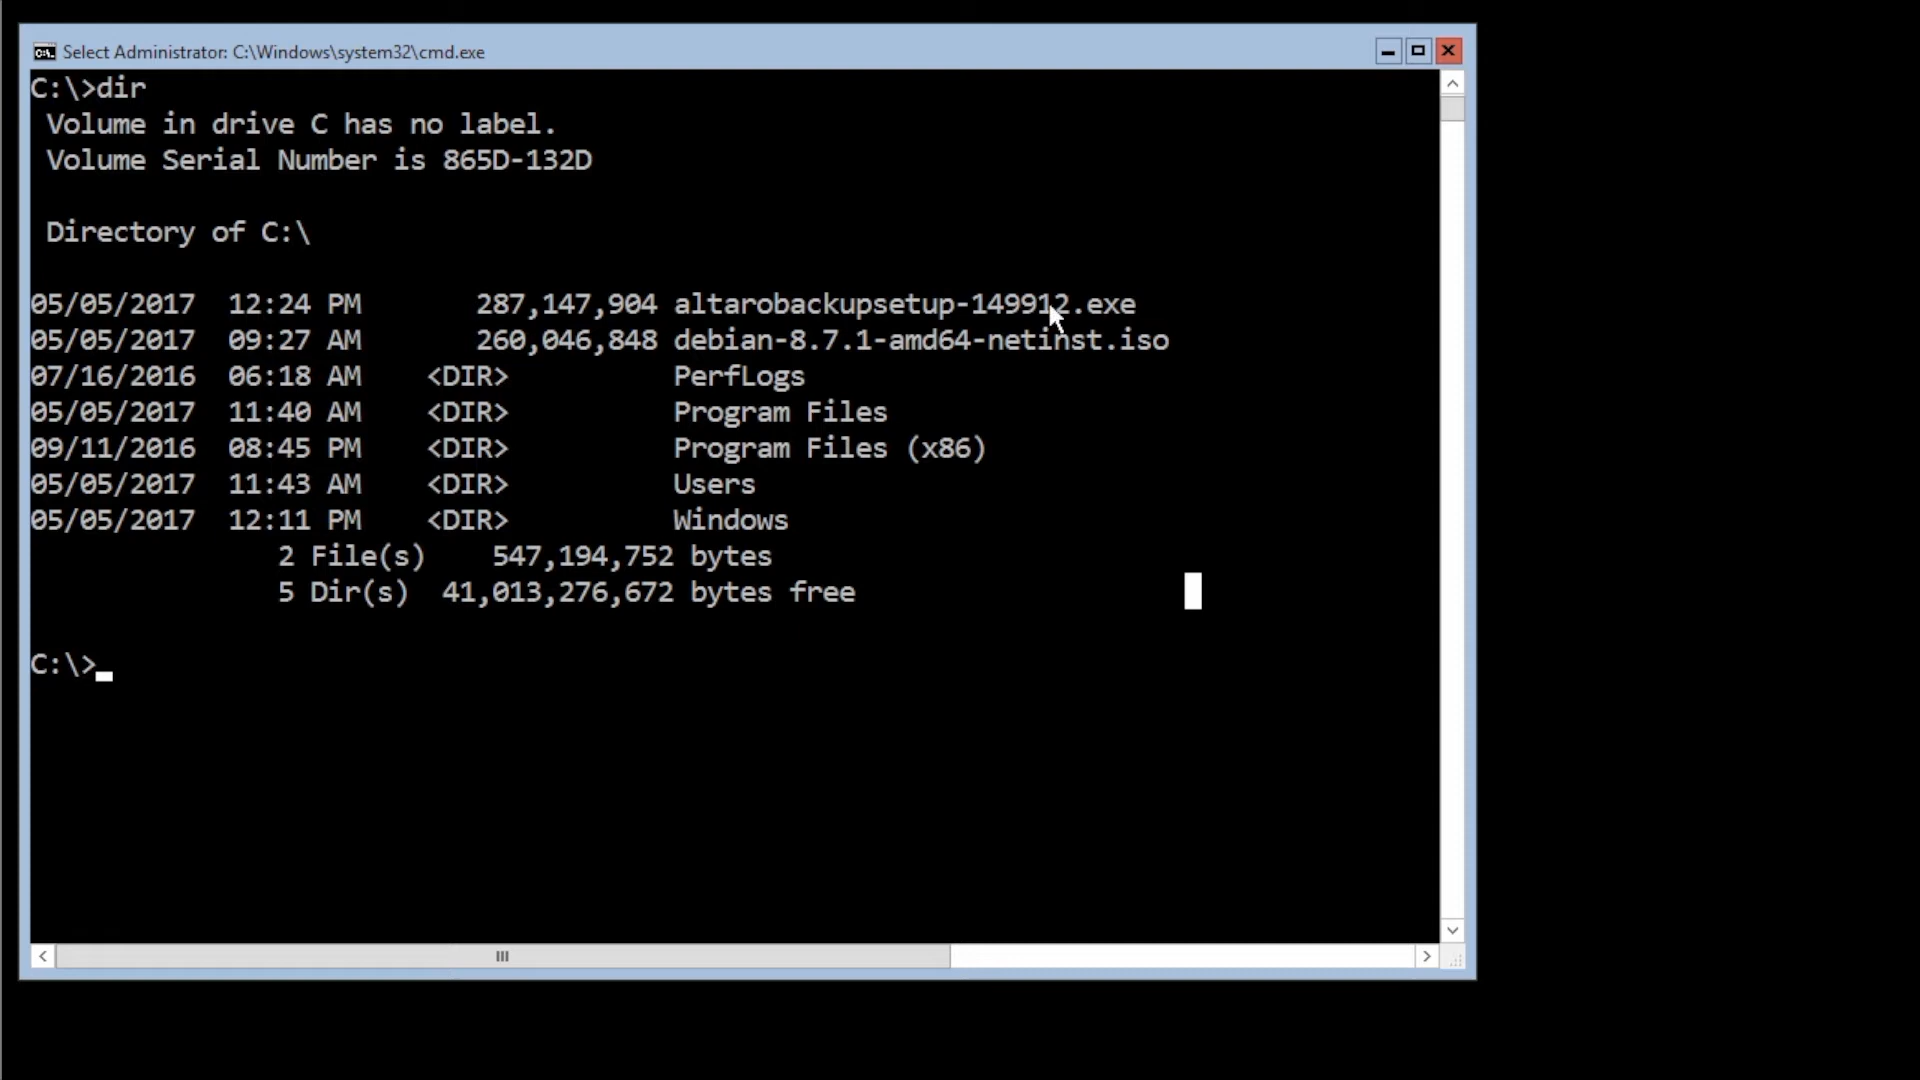 Select Administrator: C:\Windows\system32\cmd.exe
C:\>dir
Volume in drive C has no label.
Volume Serial Number is 865D-132D
Directory of C:\
05/05/2017 12:24 PM 287,147,904 altarobackupsetup-149912.exe
05/05/2017 09:27 AM 260,046,848 debian-8.7.1-amd64-netinst.iso
07/16/2016 06:18 AM <DIR> PerfLogs
05/05/2017 11:40 AM <DIR> Program Files
09/11/2016 08:45 PM <DIR> Program Files (x86)
05/05/2017 11:43 AM <DIR> Users
05/05/2017 12:11 PM <DIR> Windows
2 File(s) 547,194,752 bytes
5 Dir(s) 41,013,276,672 bytes free
C:\>